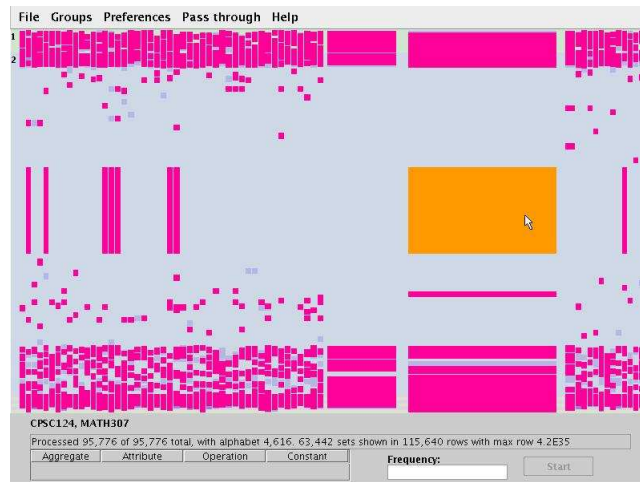 File Groups Preferences Pass through Help
1
2
CPSC124, MATH307
Processed 95,776 of 95,776 total, with alphabet 4,616. 63,442 sets shown in 115,640 rows with max row 4.2E35
Aggregate Attribute Operation Constant
Frequency:
Start